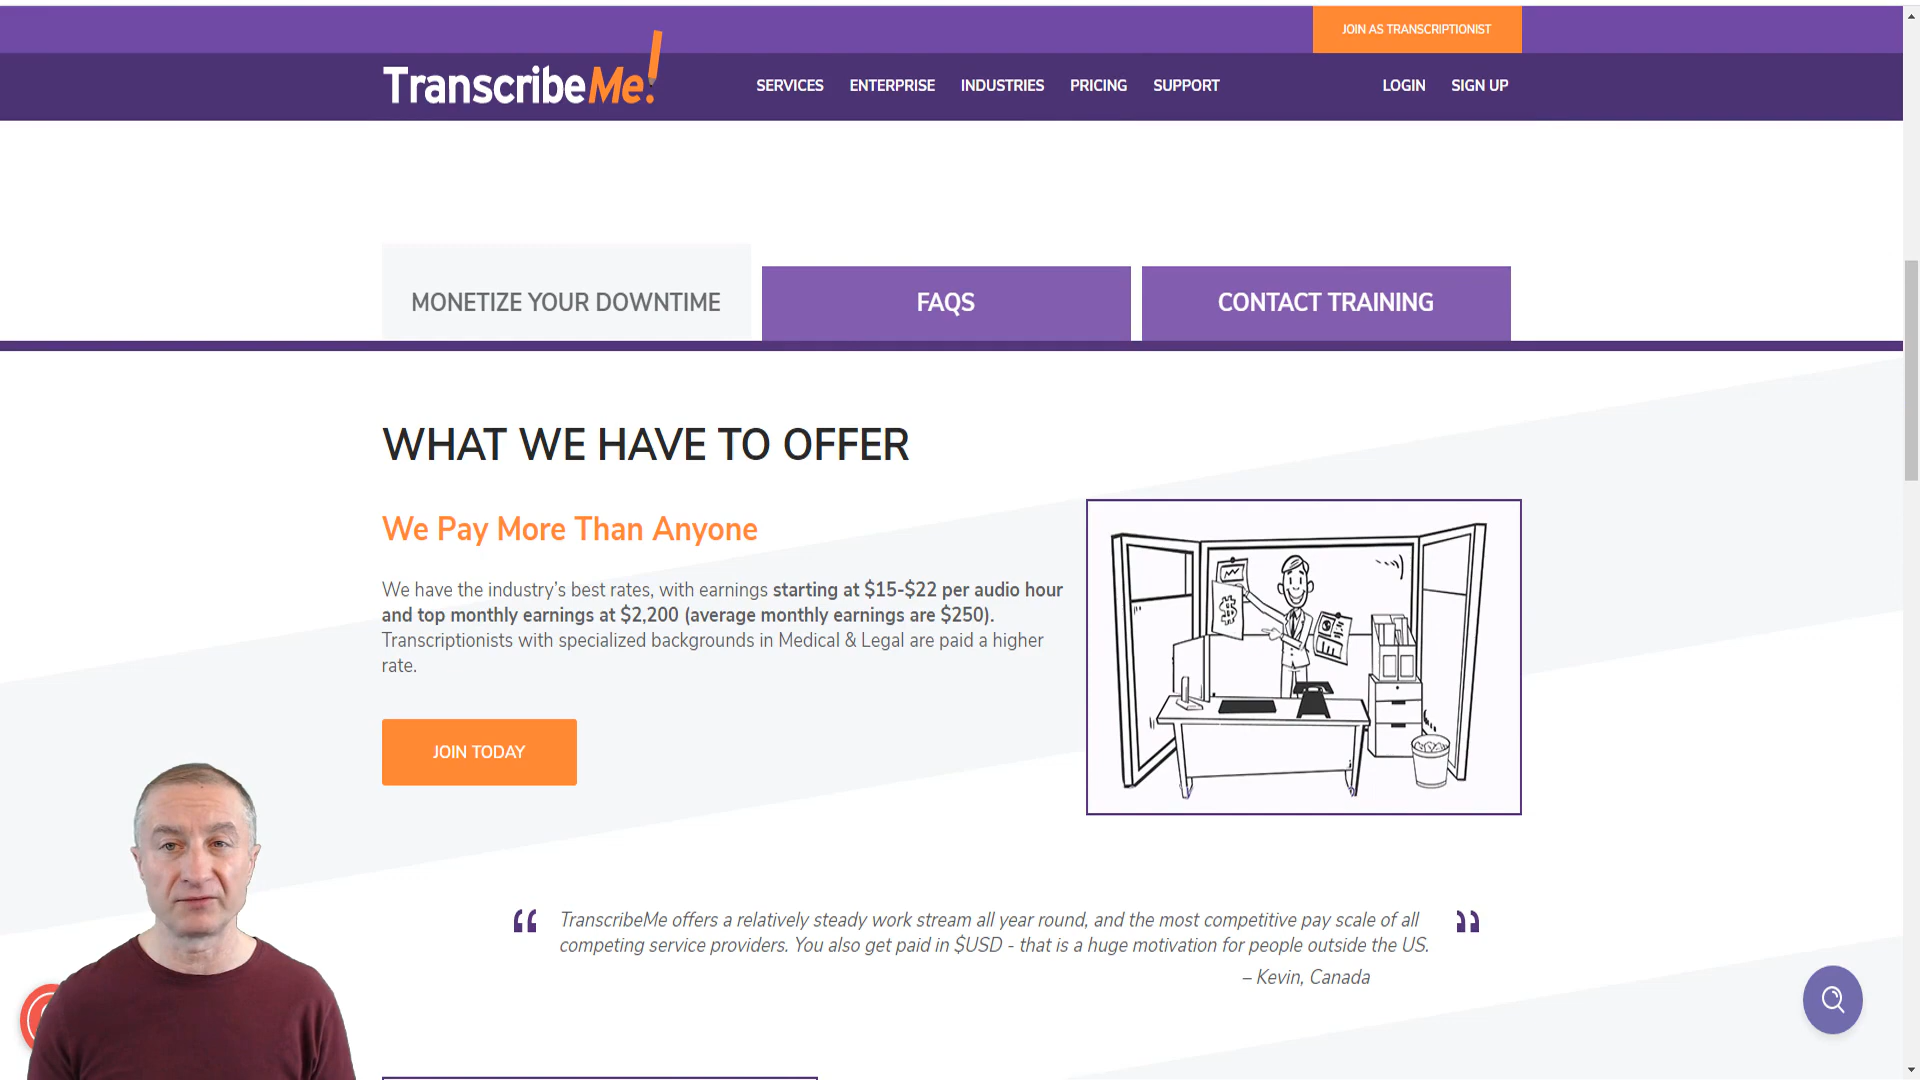 JOIN AS TRANSCRIPTIONIST
TranscribeMe!
SERVICES ENTERPRISE INDUSTRIES PRICING SUPPORT LOGIN SIGN UP
MONETIZE YOUR DOWNTIME FAQS CONTACT TRAINING
WHAT WE HAVE TO OFFER
We Pay More Than Anyone
We have the industry’s best rates, with earnings starting at $15-$22 per audio hour
and top monthly earnings at $2,200 (average monthly earnings are $250).
Transcriptionists with specialized backgrounds in Medical & Legal are paid a higher
rate.
JOIN TODAY
“ TranscribeMe offers a relatively steady work stream all year round, and the most competitive pay scale of all ”
competing service providers. You also get paid in $USD - that is a huge motivation for people outside the US.
– Kevin, Canada